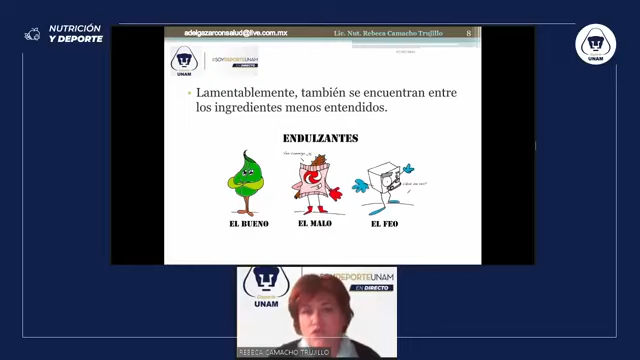 NUTRICIÓN
Y DEPORTE
adelgazarconsalud@live.com.mx
Lic. Nut. Rebeca Camacho Trujillo
8
UNAM
#SOYDEPORTEUNAM
EN DIRECTO
• Lamentablemente, también se encuentran entre
los ingredientes menos entendidos.
ENDULZANTES
EL BUENO
EL MALO
EL FEO
UNAM
#SOYDEPORTEUNAM
EN DIRECTO
Deporte
UNAM
REBECA CAMACHO TRUJILLO